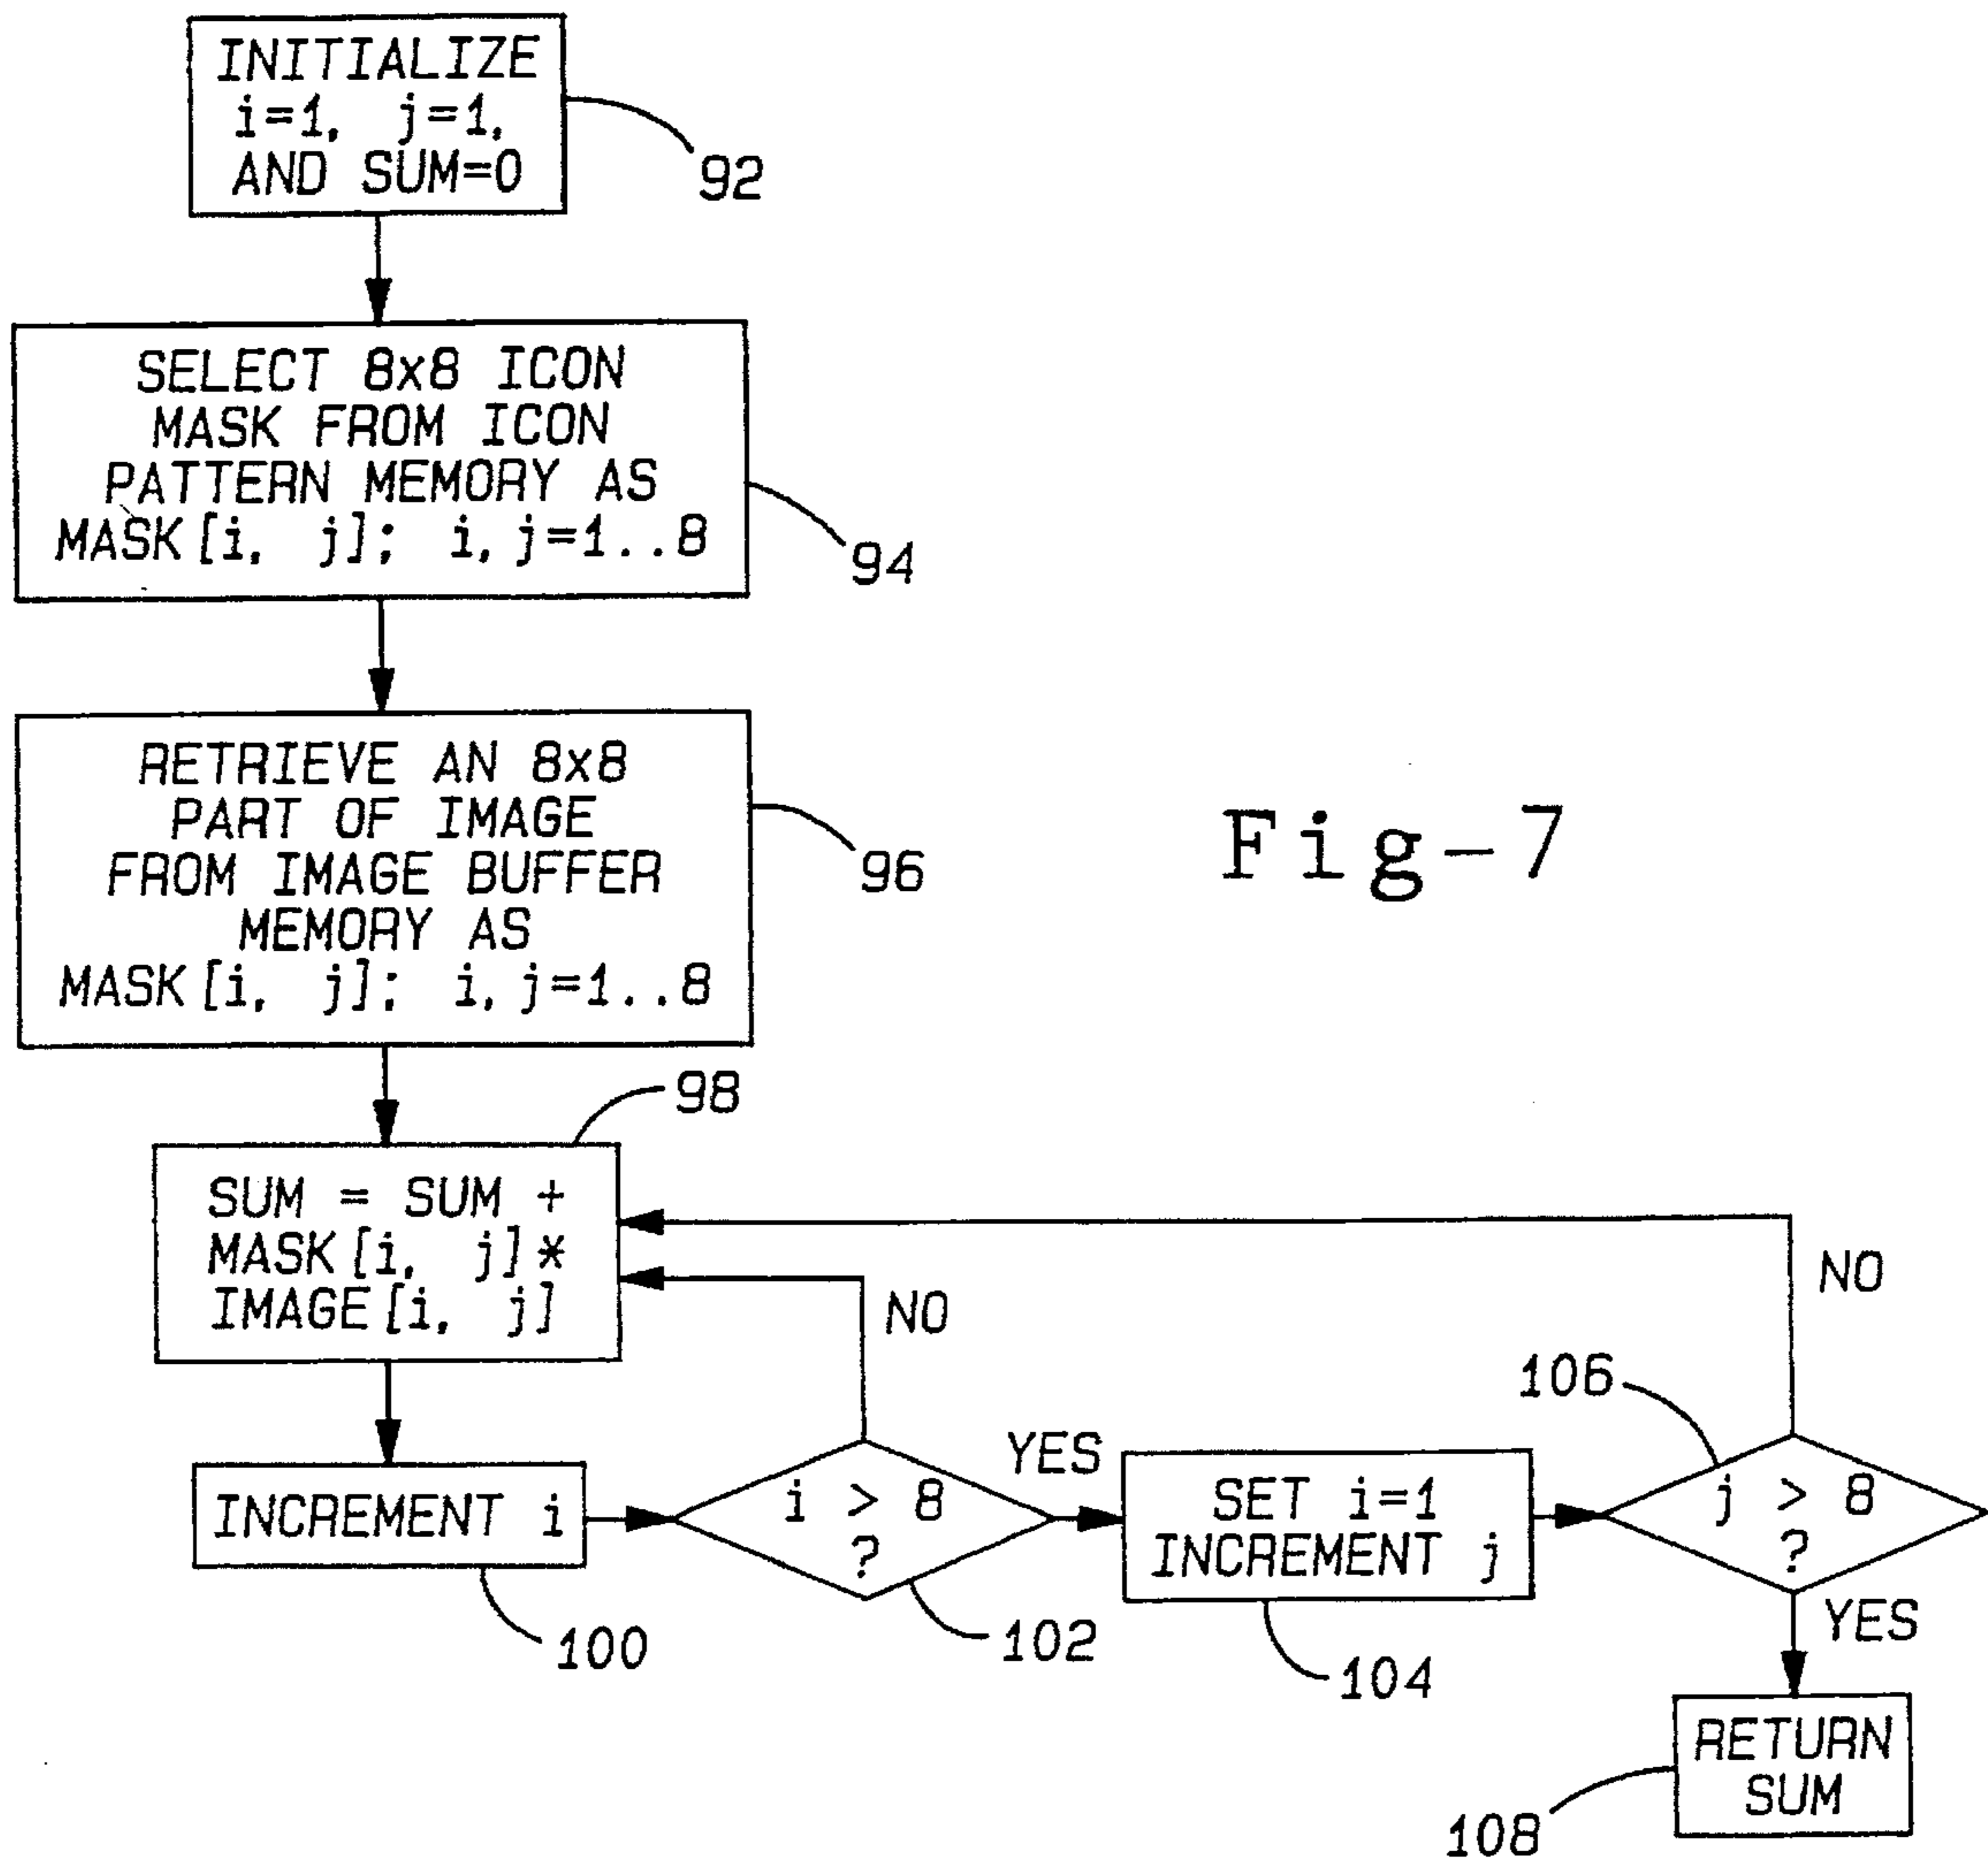 INITIALIZE
i=1, j=1,
AND SUM=0
92
SELECT 8x8 ICON
MASK FROM ICON
PATTERN MEMORY AS
MASK[i, j]; i, j=1..8
94
RETRIEVE AN 8x8
PART OF IMAGE
FROM IMAGE BUFFER
MEMORY AS
MASK[i, j]; i, j=1..8
96
Fig-7
98
SUM = SUM +
MASK[i, j]*
IMAGE[i, j]
NO
NO
INCREMENT i
100
i > 8
?
102
YES
SET i=1
INCREMENT j
104
106
j > 8
?
YES
RETURN
SUM
108